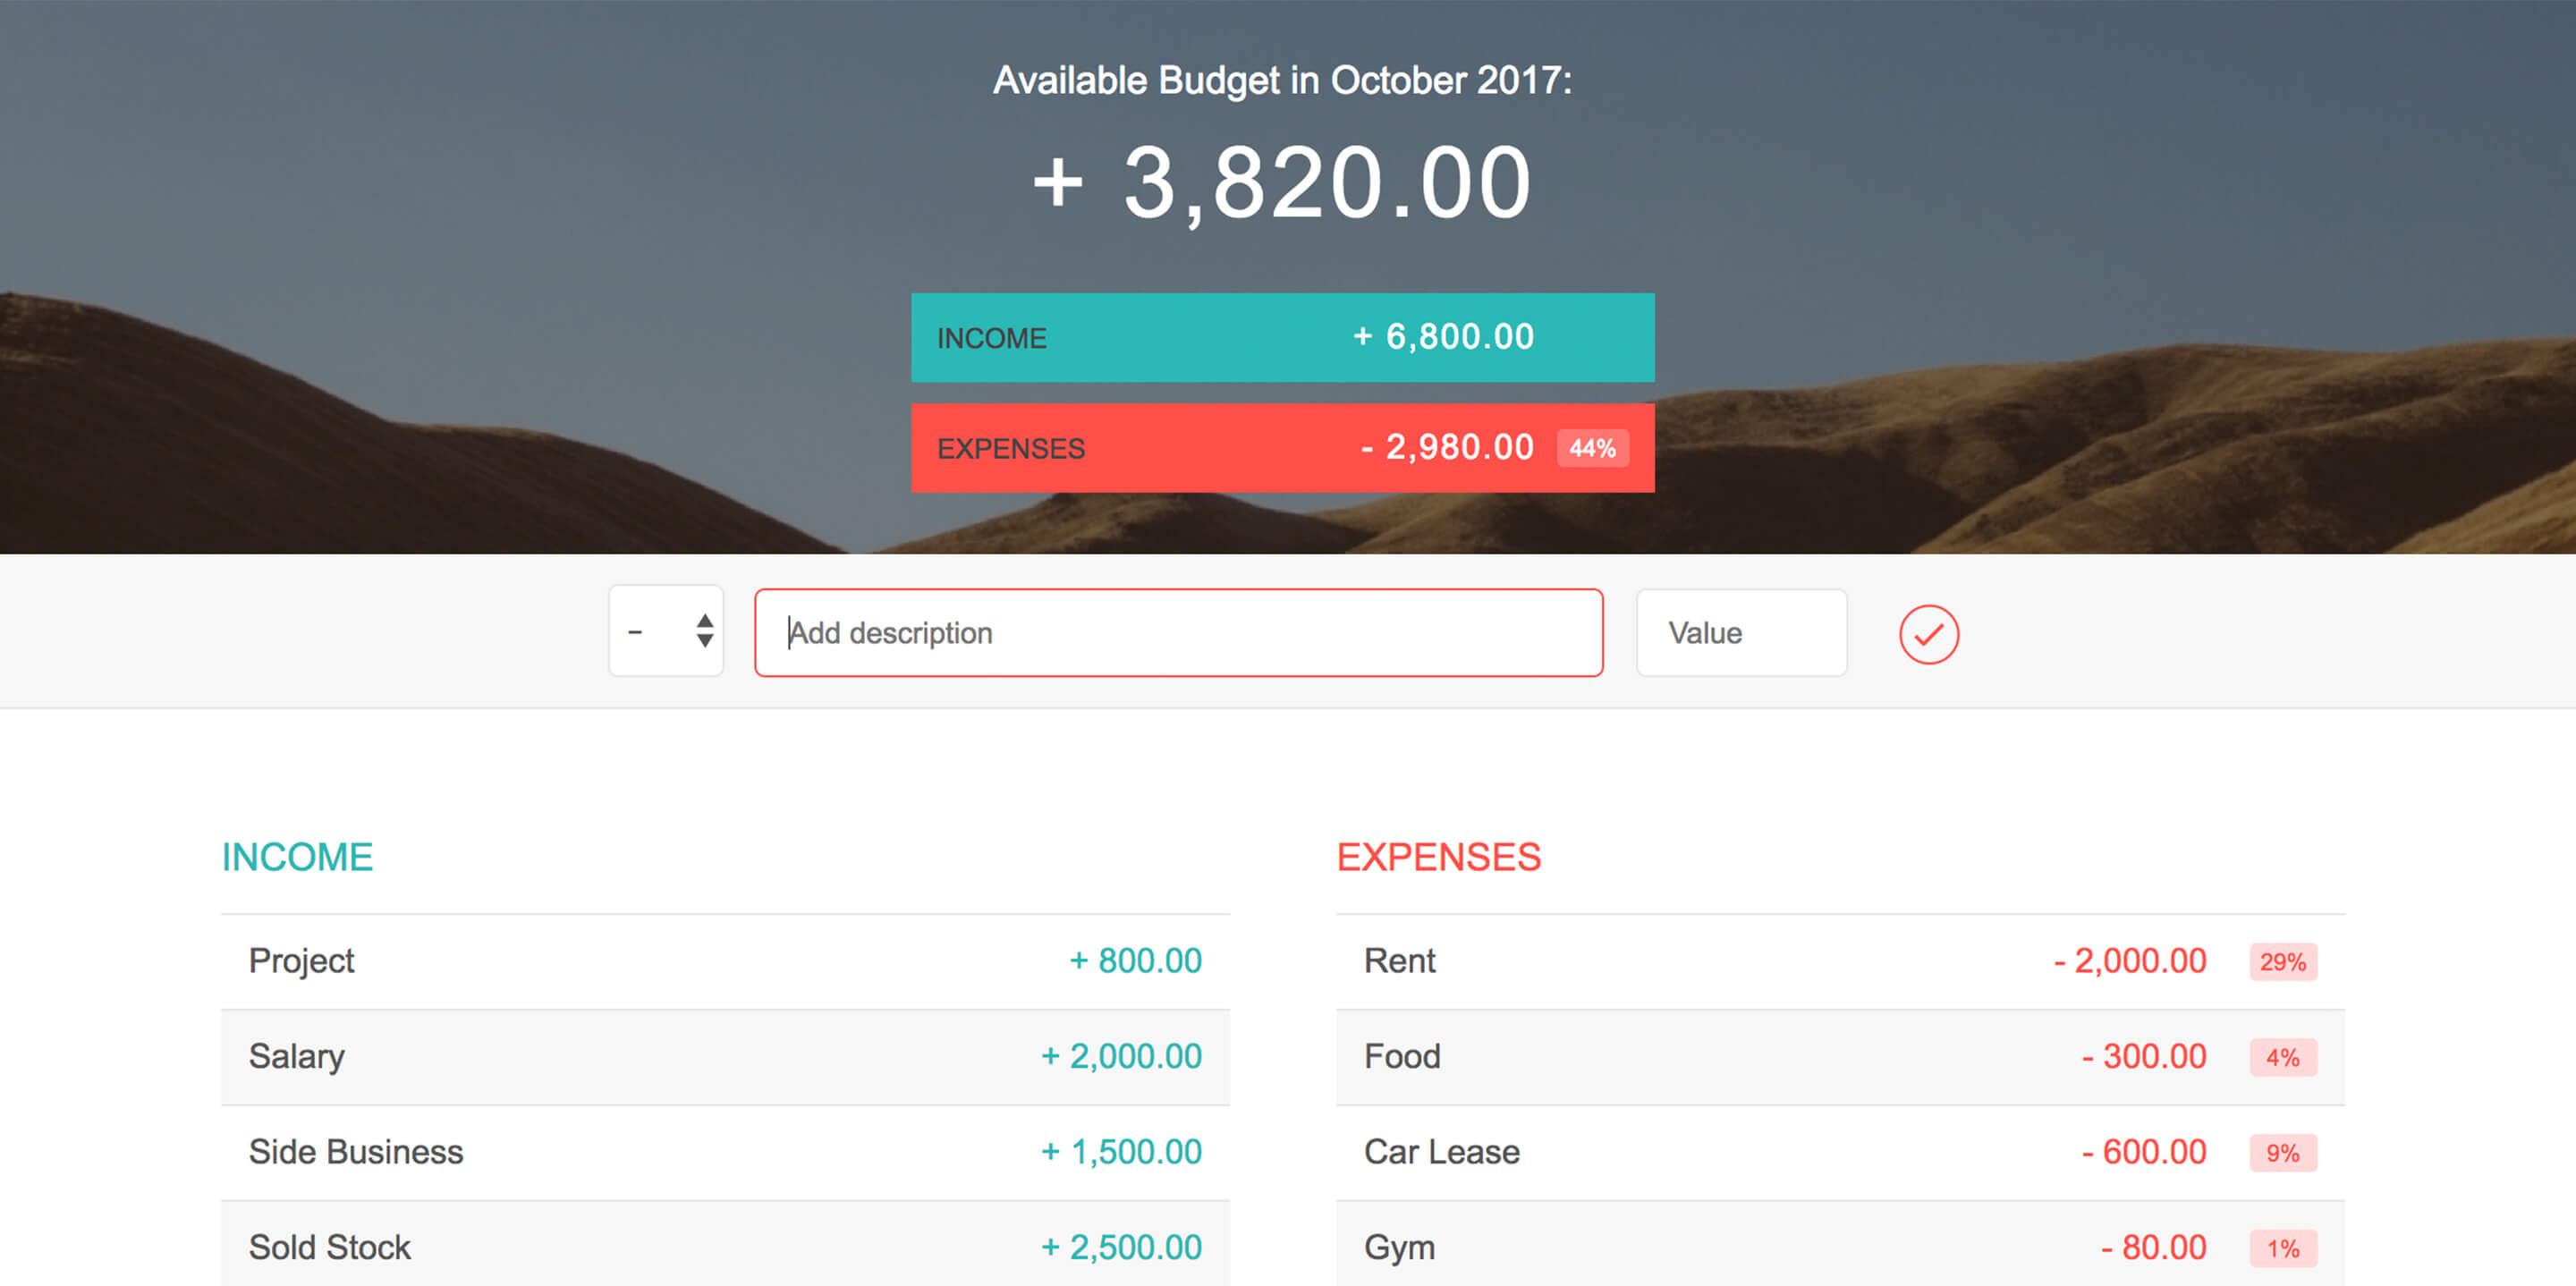 Available Budget in October 2017:
+ 3,820.00
INCOME + 6,800.00
EXPENSES - 2,980.00 44%
- Add description Value
INCOME
Project + 800.00
Salary + 2,000.00
Side Business + 1,500.00
Sold Stock + 2,500.00
EXPENSES
Rent - 2,000.00 29%
Food - 300.00 4%
Car Lease - 600.00 9%
Gym - 80.00 1%